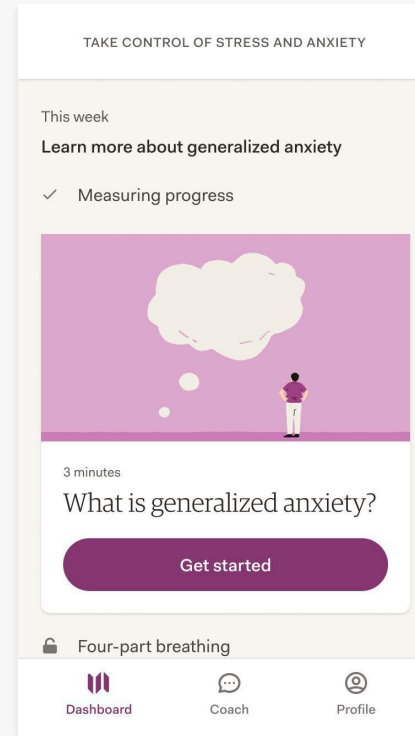 TAKE CONTROL OF STRESS AND ANXIETY
This week
Learn more about generalized anxiety
Measuring progress
3 minutes
What is generalized anxiety?
Get started
Four-part breathing
Dashboard
Coach
Profile